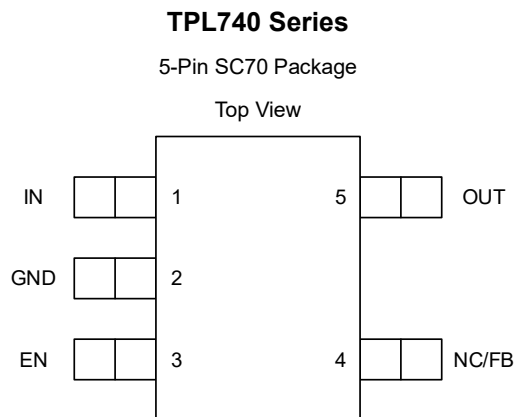 TPL740 Series
5-Pin SC70 Package
Top View
IN 1 5 OUT
GND 2
EN 3 4 NC/FB